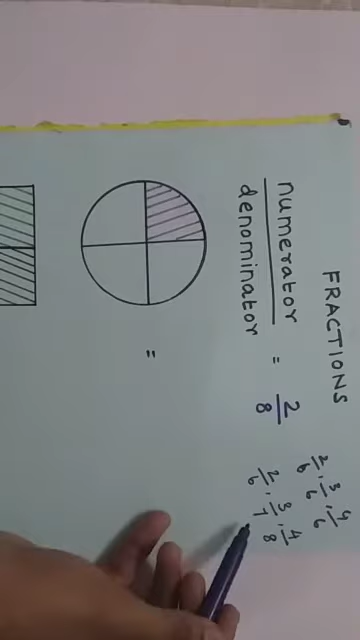 FRACTIONS
2/6, 3/6, 4/6
numerator/denominator = 2/8
2/6, 3/7, 4/8
=